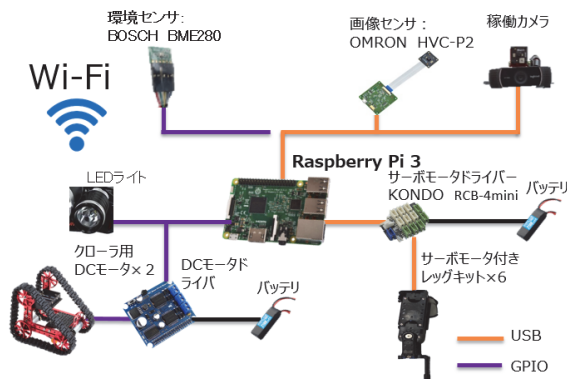 環境センサ:
BOSCH BME280
画像センサ：
OMRON HVC-P2
稼働カメラ
Wi-Fi
Raspberry Pi 3
LEDライト
サーボモータドライバー
KONDO RCB-4mini
バッテリ
クローラ用
DCモータ×２
DCモータド
ライバ
バッテリ
サーボモータ付き
レッグキット×6
USB
GPIO